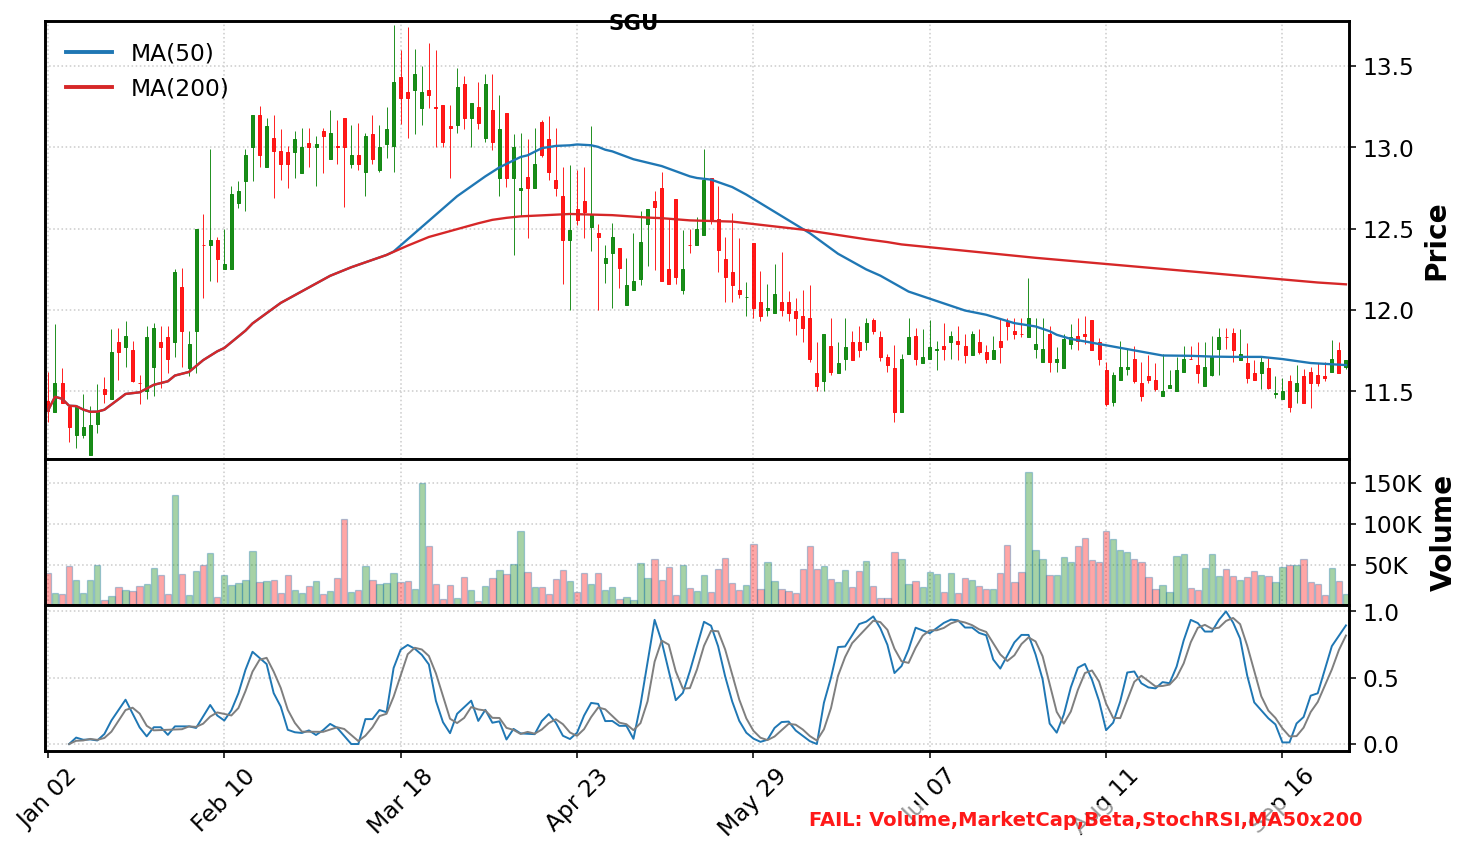 SGU
MA(50)
MA(200)
13.5
13.0
12.5
12.0
11.5
Price
150K
100K
50K
Volume
1.0
0.5
0.0
Jan 02
Feb 10
Mar 18
Apr 23
May 29
Jul 07
Aug 11
Sep 16
FAIL: Volume,MarketCap,Beta,StochRSI,MA50x200